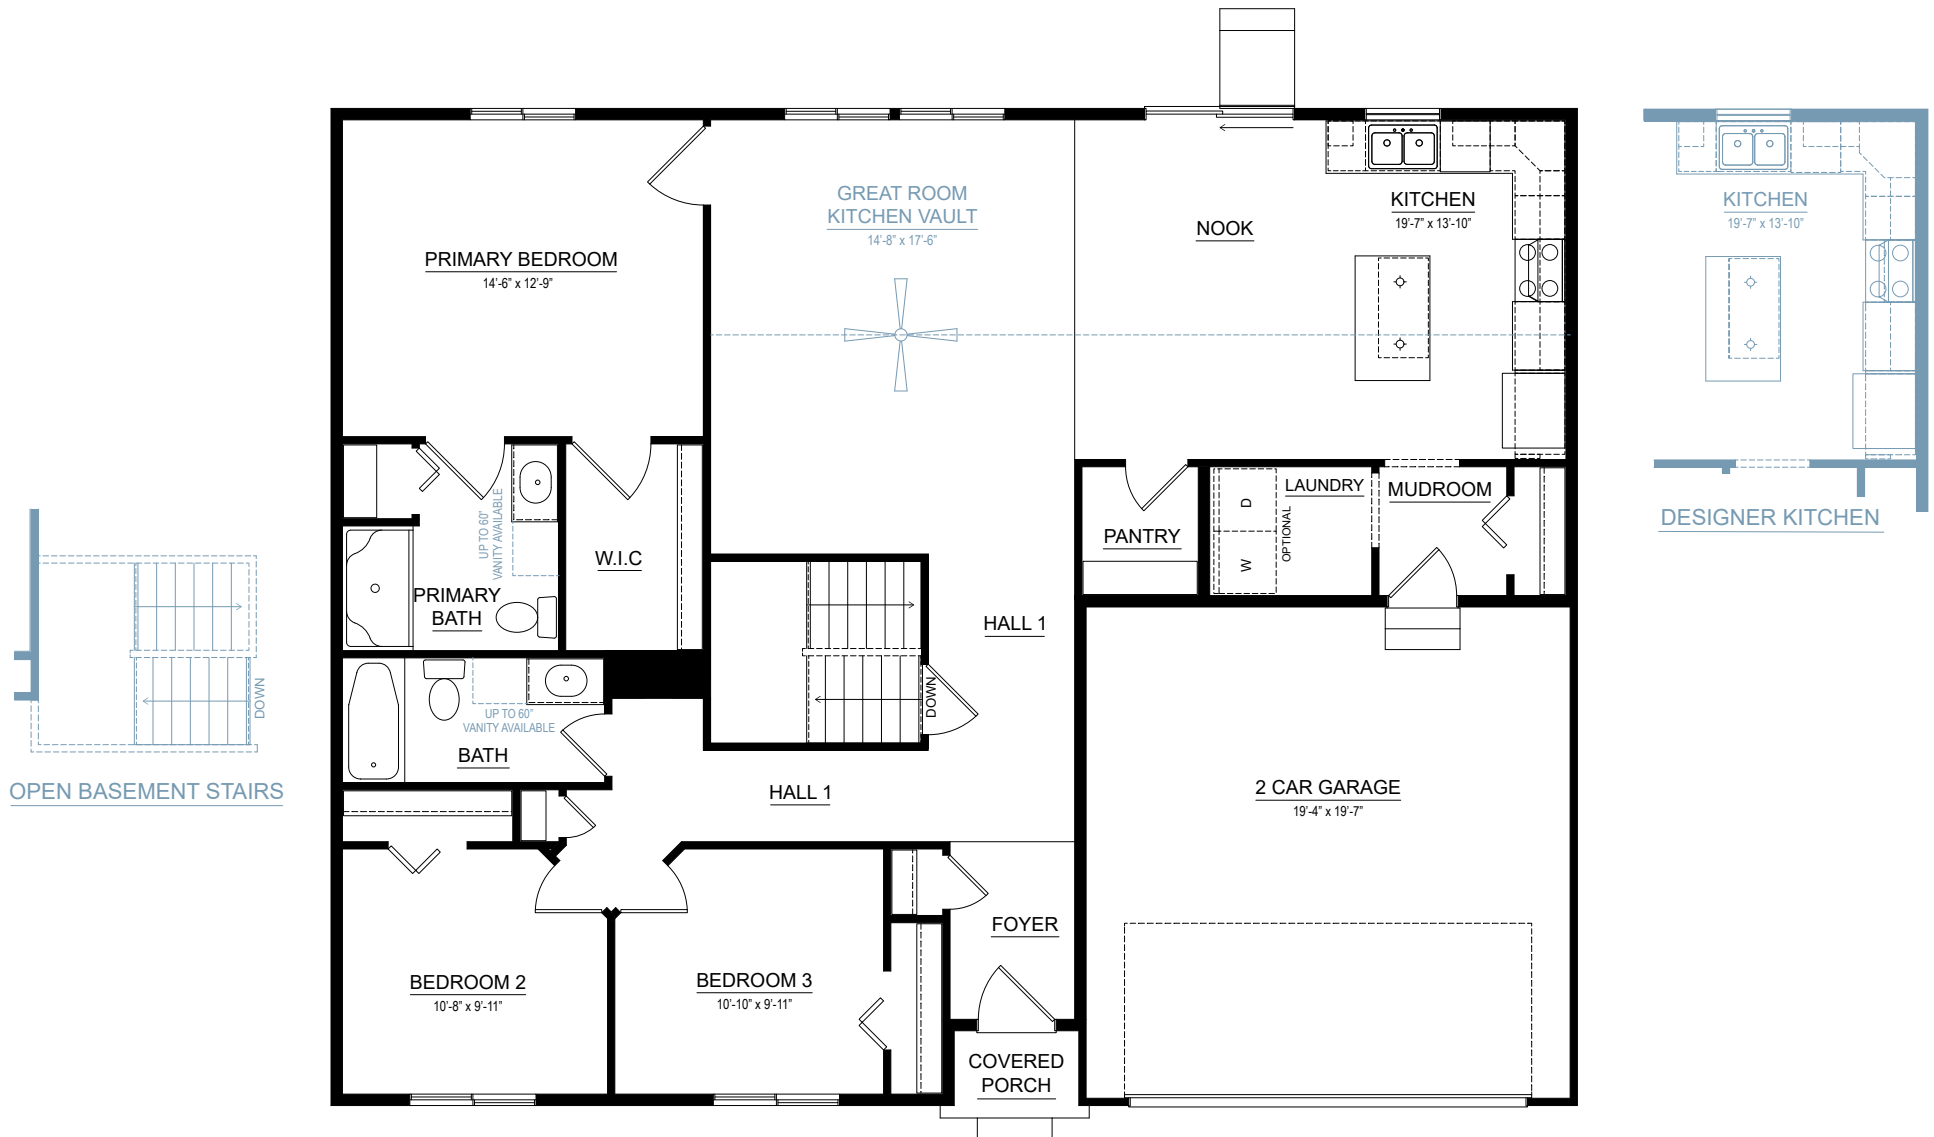 GREAT ROOM
KITCHEN VAULT
14'-8" x 17'-6"
KITCHEN
19'-7" x 13'-10"
NOOK
PRIMARY BEDROOM
14'-6" x 12'-9"
KITCHEN
19'-7" x 13'-10"
DESIGNER KITCHEN
UP TO 60"
VANITY AVAILABLE
PRIMARY
BATH
W.I.C
PANTRY
D
W
OPTIONAL
LAUNDRY
MUDROOM
HALL 1
DOWN
DOWN
OPEN BASEMENT STAIRS
UP TO 60"
VANITY AVAILABLE
BATH
HALL 1
2 CAR GARAGE
19'-4" x 19'-7"
FOYER
BEDROOM 2
10'-8" x 9'-11"
BEDROOM 3
10'-10" x 9'-11"
COVERED
PORCH